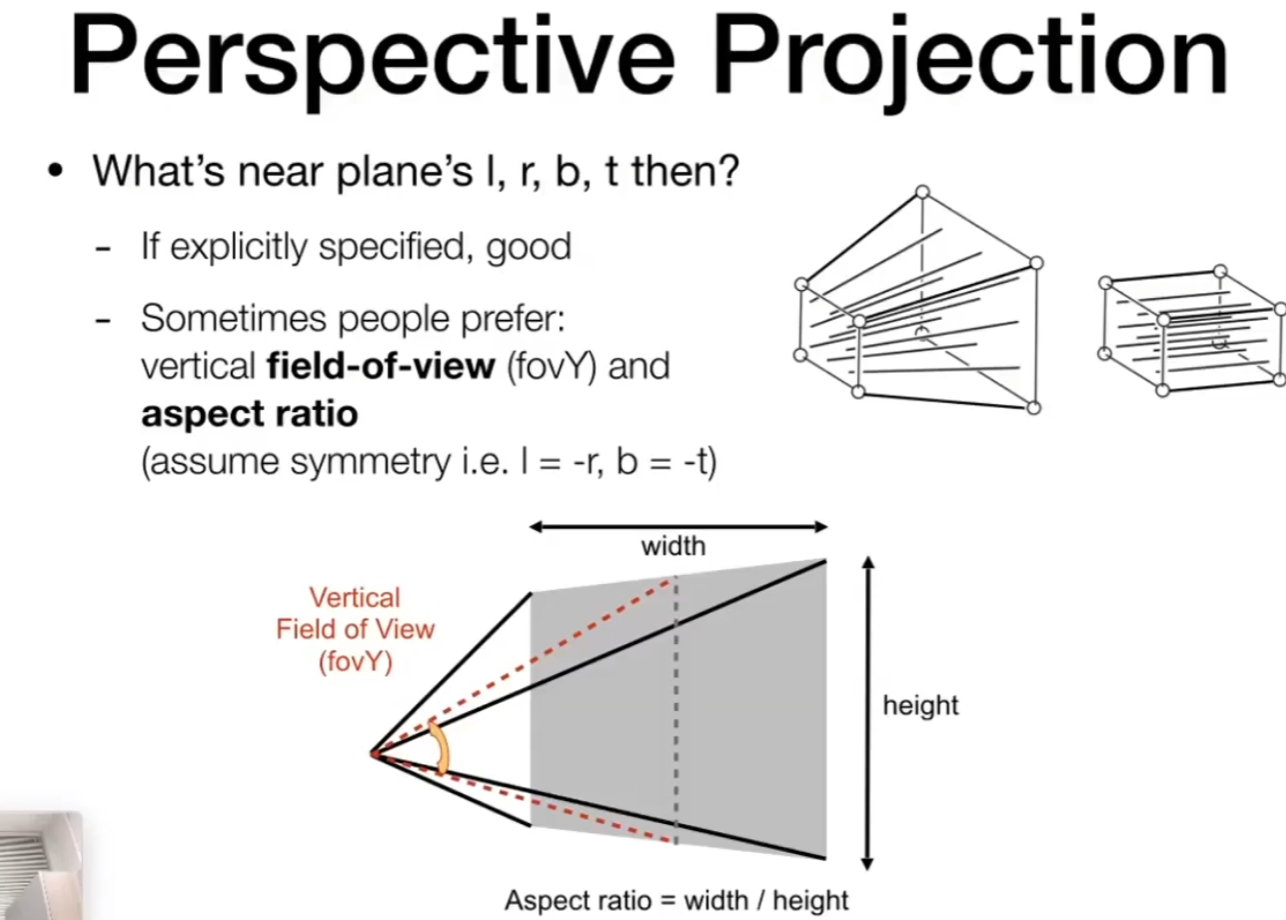 Perspective Projection
• What's near plane's l, r, b, t then?
- If explicitly specified, good
- Sometimes people prefer:
vertical field-of-view (fovY) and
aspect ratio
(assume symmetry i.e. l = -r, b = -t)
width
Vertical
Field of View
(fovY)
height
Aspect ratio = width / height